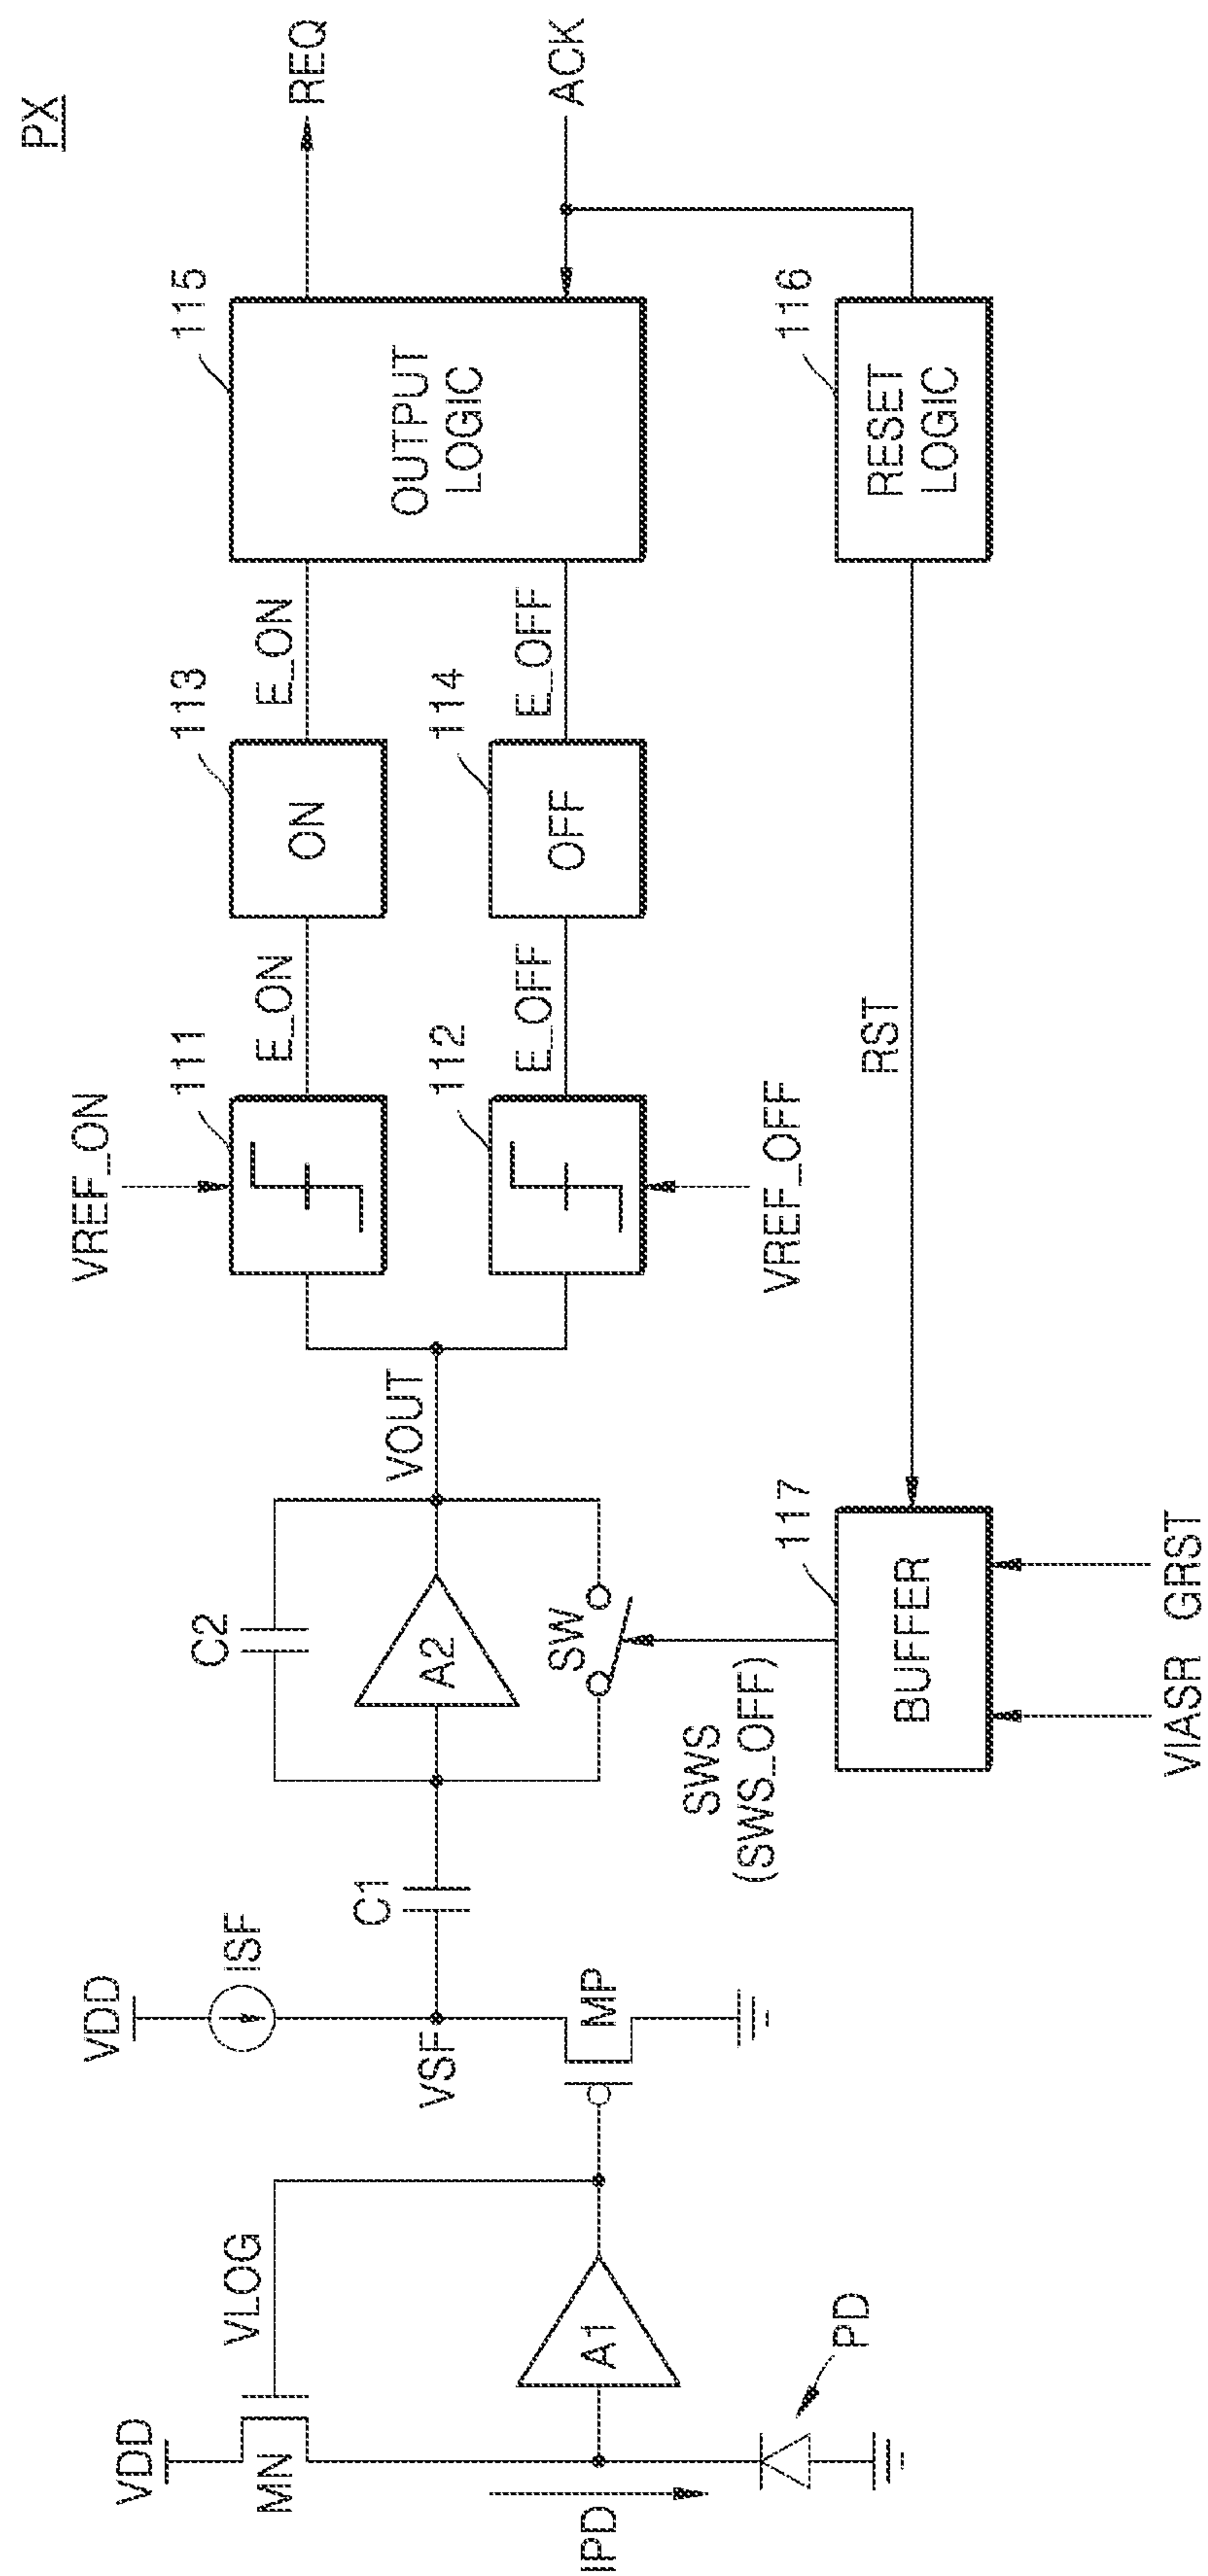 PX
VDD
MN
VLOG
IPD
A1
PD
VDD
ISF
VSF
MP
C1
C2
A2
SW
VOUT
SWS
(SWS_OFF)
VREF_ON
111
E_ON
113
ON
E_ON
115
OUTPUT
LOGIC
REQ
112
E_OFF
114
OFF
E_OFF
ACK
VREF_OFF
117
BUFFER
VIASR
GRST
RST
116
RESET
LOGIC